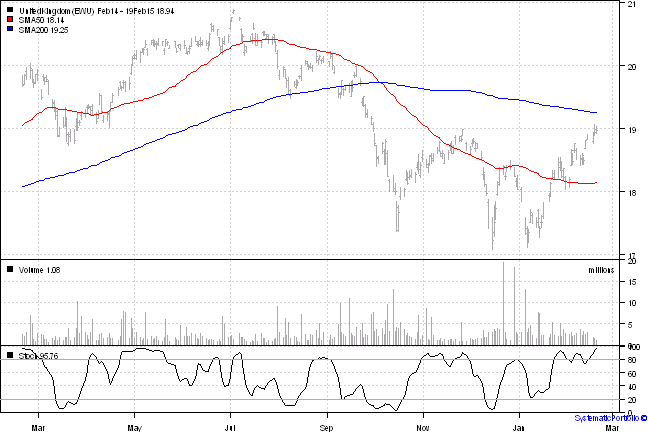 UnitedKingdom (EWU) Feb14 - 19Feb15 18.94
SMA50 18.14
SMA200 19.25
21
20
19
18
17
Volume 1.08
millions
20
15
10
5
0
Stoch 95.76
100
80
60
40
20
0
SystematicPortfolio ©
Mar May Jul Sep Nov Jan Mar